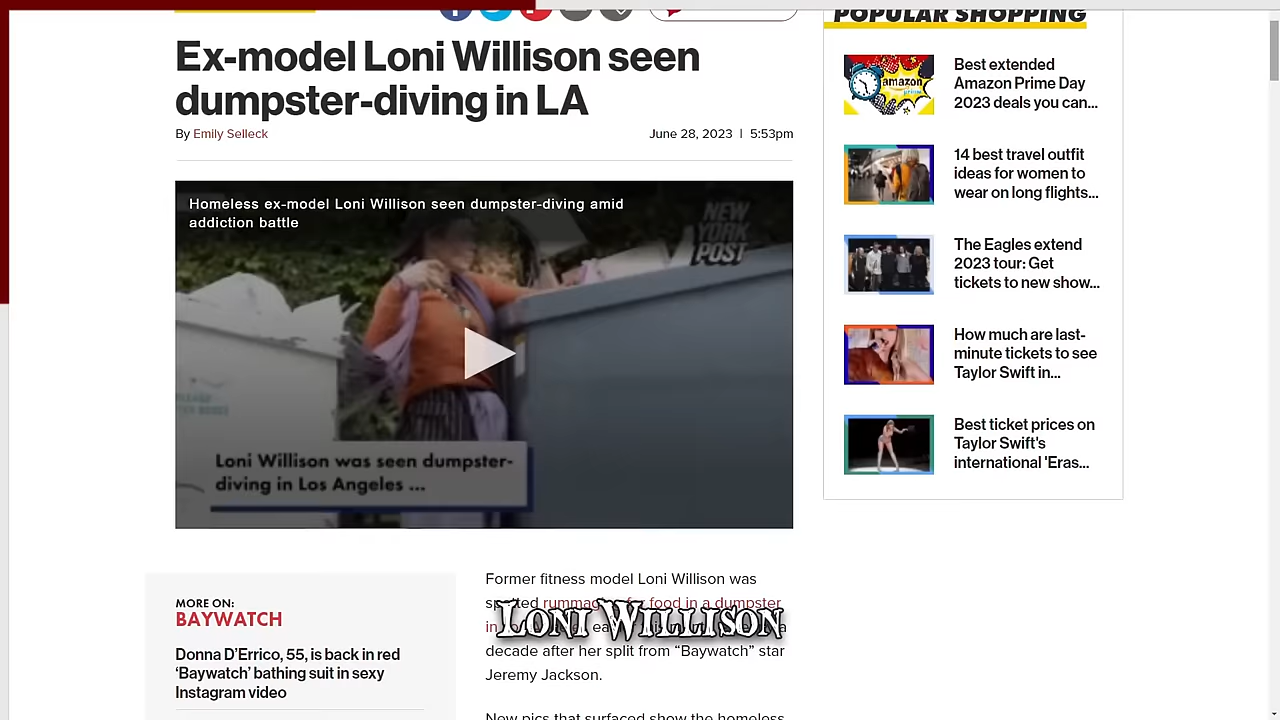 POPULAR SHOPPING
Ex-model Loni Willison seen
dumpster-diving in LA
By Emily Selleck
June 28, 2023 | 5:53pm
Homeless ex-model Loni Willison seen dumpster-diving amid
addiction battle
NEW
YORK
POST
Loni Willison was seen dumpster-
diving in Los Angeles ...
Best extended
Amazon Prime Day
2023 deals you can...
amazon
prime
14 best travel outfit
ideas for women to
wear on long flights...
The Eagles extend
2023 tour: Get
tickets to new show...
How much are last-
minute tickets to see
Taylor Swift in...
Best ticket prices on
Taylor Swift's
international 'Eras...
MORE ON:
BAYWATCH
Donna D’Errico, 55, is back in red
‘Baywatch’ bathing suit in sexy
Instagram video
Former fitness model Loni Willison was
food in a dumpster
in
Loni Willison
decade after her split from “Baywatch” star
Jeremy Jackson.
New pics that surfaced show the homeless